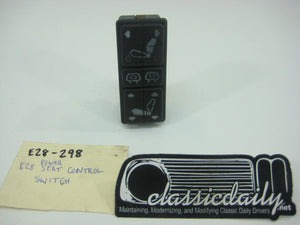 E28-298
POWER
E28 SEAT CONTROL
SWITCH
classicdaily
.net
Maintaining, Modernizing, and Modifying Classic Daily Drivers